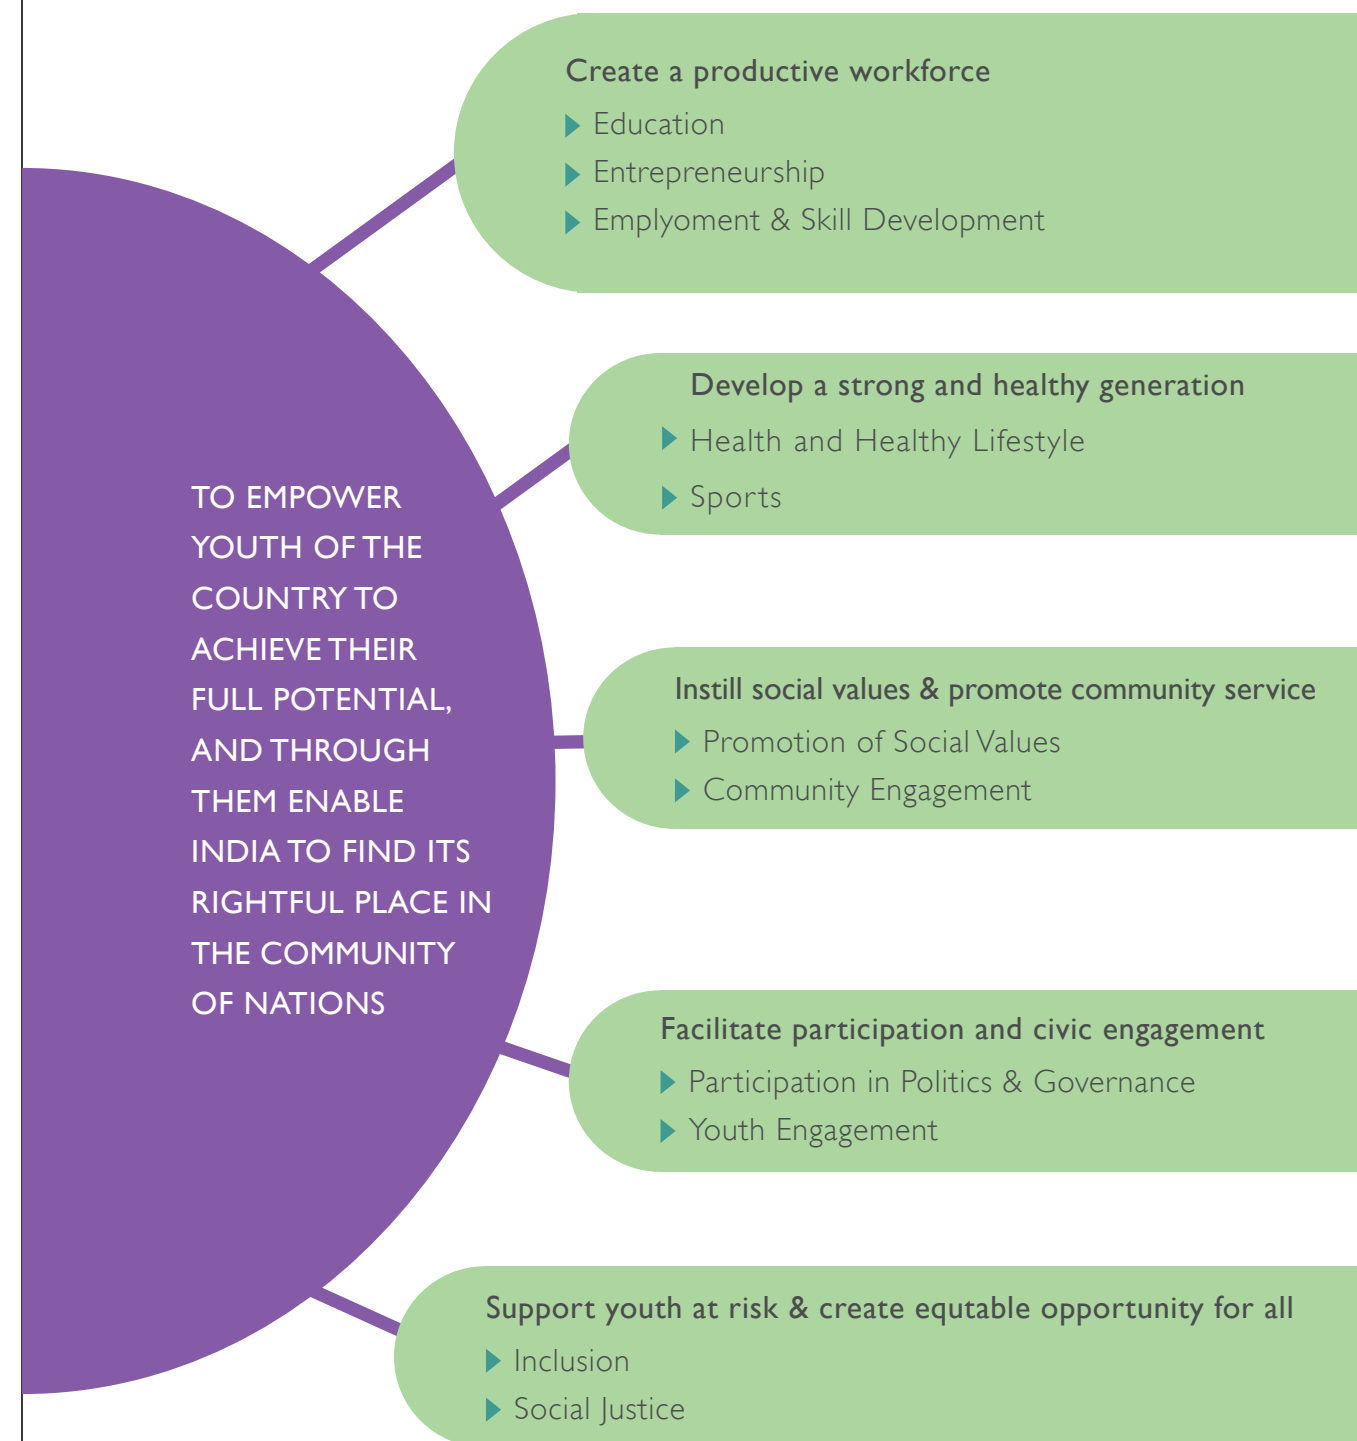 Create a productive workforce
Education
Entrepreneurship
Emplyoment & Skill Development
Develop a strong and healthy generation
Health and Healthy Lifestyle
Sports
TO EMPOWER
YOUTH OF THE
COUNTRY TO
ACHIEVE THEIR
FULL POTENTIAL,
AND THROUGH
THEM ENABLE
INDIA TO FIND ITS
RIGHTFUL PLACE IN
THE COMMUNITY
OF NATIONS
Instill social values & promote community service
Promotion of Social Values
Community Engagement
Facilitate participation and civic engagement
Participation in Politics & Governance
Youth Engagement
Support youth at risk & create equtable opportunity for all
Inclusion
Social Justice